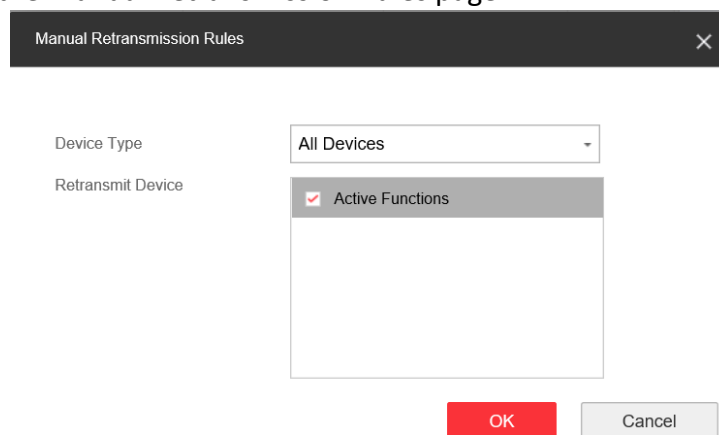 Manual Retransmission Rules
Device Type
All Devices
Retransmit Device
Active Functions
OK
Cancel